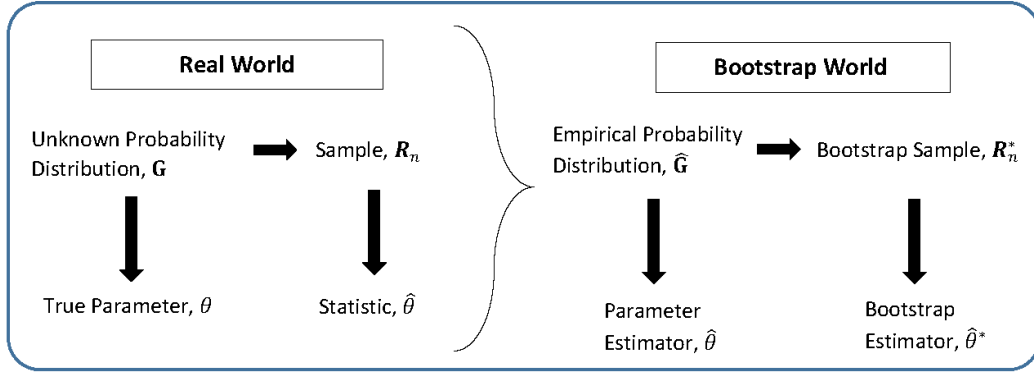 Real World
Unknown Probability
Distribution, G
Sample, Rₙ
True Parameter, θ
Statistic, θ̂
Bootstrap World
Empirical Probability
Distribution, Ĝ
Bootstrap Sample, Rₙ*
Parameter
Estimator, θ̂
Bootstrap
Estimator, θ̂*